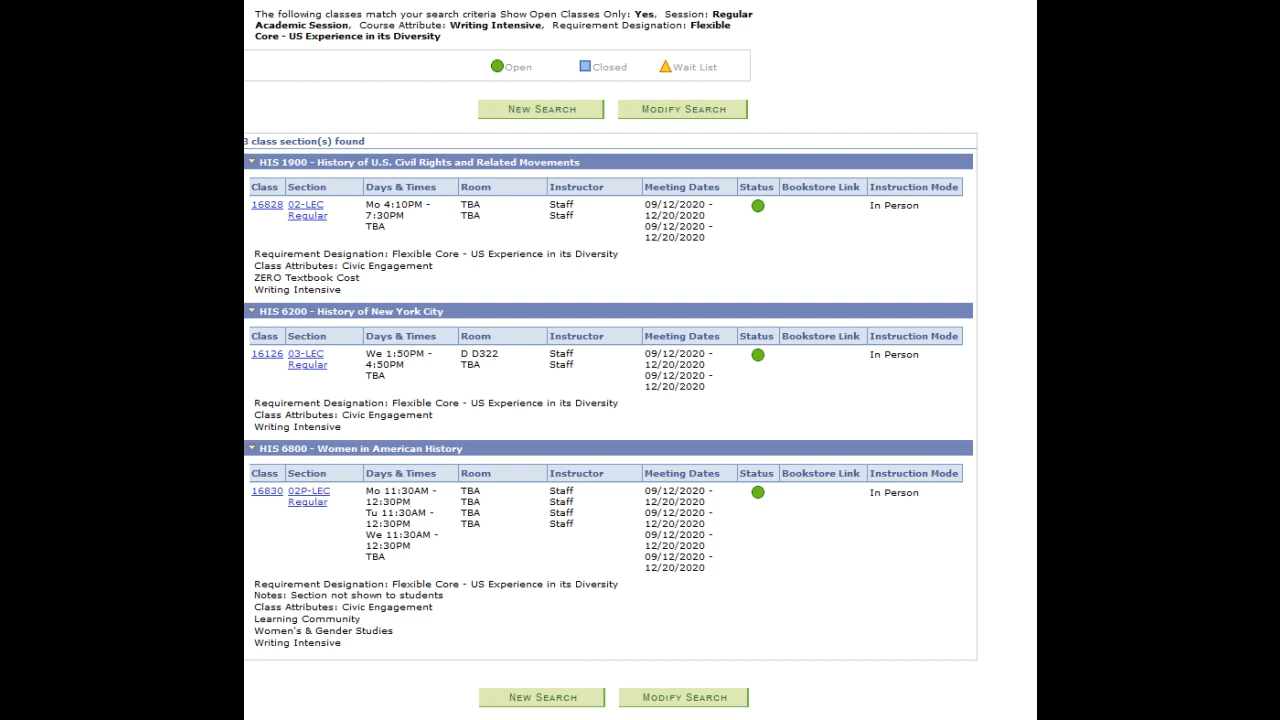 The following classes match your search criteria Show Open Classes Only: Yes, Session: Regular
Academic Session, Course Attribute: Writing Intensive, Requirement Designation: Flexible
Core - US Experience in its Diversity
Open Closed Wait List
NEW SEARCH MODIFY SEARCH
3 class section(s) found
HIS 1900 - History of U.S. Civil Rights and Related Movements
Class Section Days & Times Room Instructor Meeting Dates Status Bookstore Link Instruction Mode
16828 02-LEC Mo 4:10PM - TBA Staff 09/12/2020 - In Person
Regular 7:30PM TBA Staff 12/20/2020
TBA 09/12/2020 -
12/20/2020
Requirement Designation: Flexible Core - US Experience in its Diversity
Class Attributes: Civic Engagement
ZERO Textbook Cost
Writing Intensive
HIS 6200 - History of New York City
Class Section Days & Times Room Instructor Meeting Dates Status Bookstore Link Instruction Mode
16126 03-LEC We 1:50PM - D D322 Staff 09/12/2020 - In Person
Regular 4:50PM TBA Staff 12/20/2020
TBA 09/12/2020 -
12/20/2020
Requirement Designation: Flexible Core - US Experience in its Diversity
Class Attributes: Civic Engagement
Writing Intensive
HIS 6800 - Women in American History
Class Section Days & Times Room Instructor Meeting Dates Status Bookstore Link Instruction Mode
16830 02P-LEC Mo 11:30AM - TBA Staff 09/12/2020 - In Person
Regular 12:30PM TBA Staff 12/20/2020
Tu 11:30AM - TBA Staff 09/12/2020 -
12:30PM TBA Staff 12/20/2020
We 11:30AM - 09/12/2020 -
12:30PM 12/20/2020
TBA 09/12/2020 -
12/20/2020
Requirement Designation: Flexible Core - US Experience in its Diversity
Notes: Section not shown to students
Class Attributes: Civic Engagement
Learning Community
Women's & Gender Studies
Writing Intensive
NEW SEARCH MODIFY SEARCH